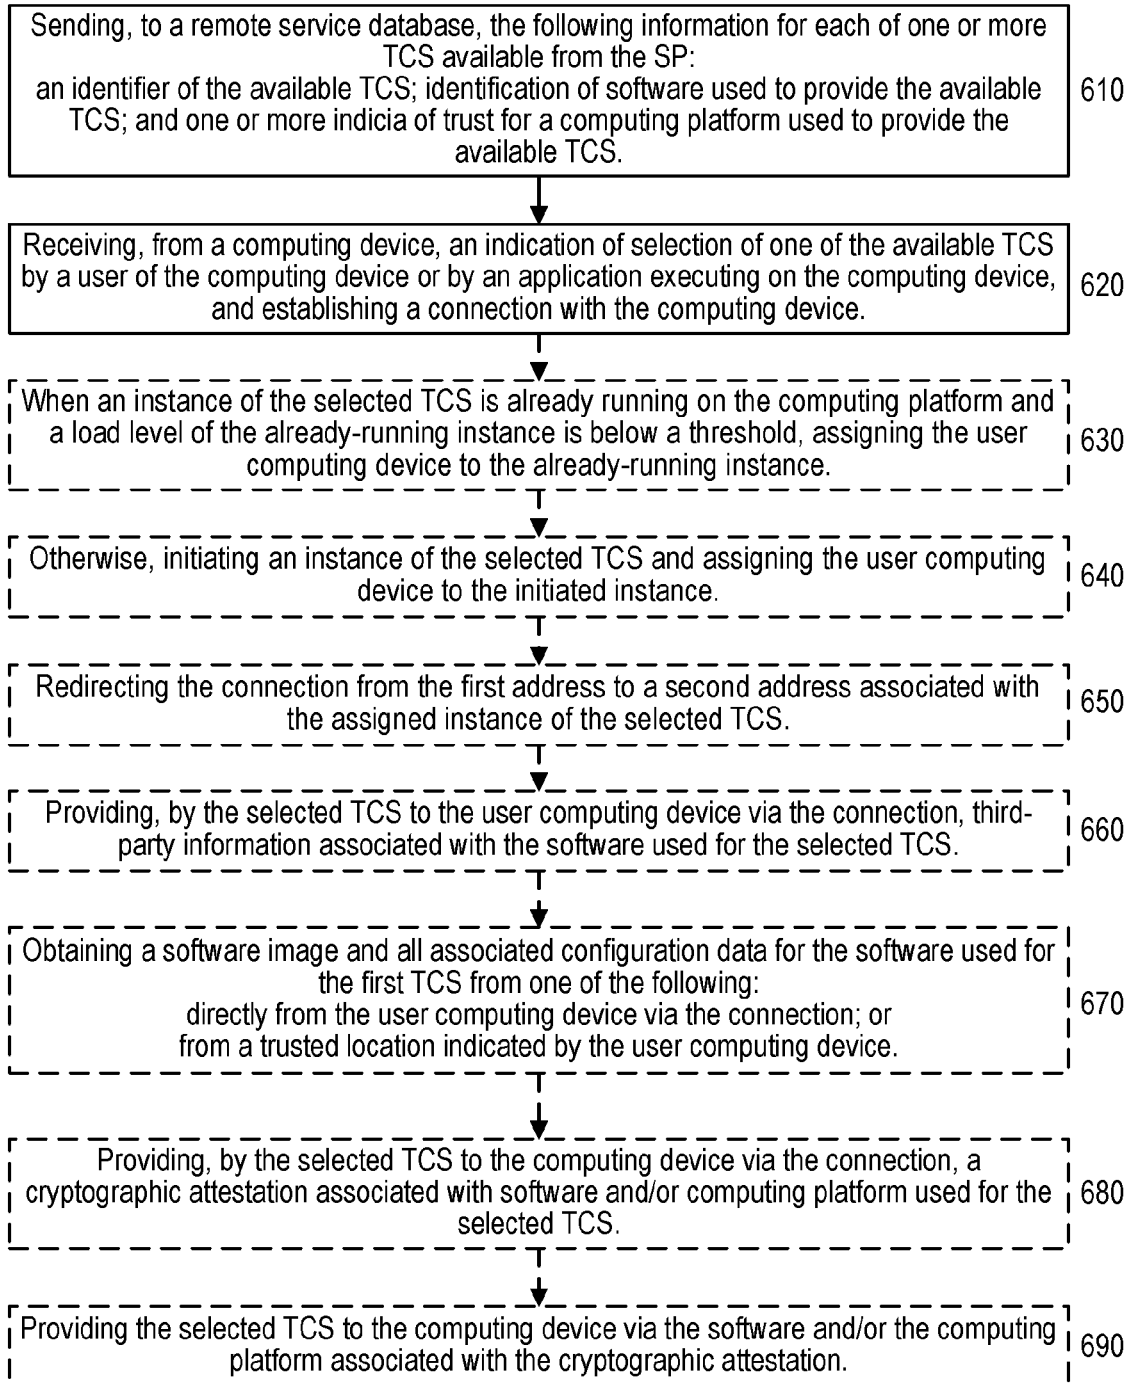 Sending, to a remote service database, the following information for each of one or more
TCS available from the SP:
an identifier of the available TCS; identification of software used to provide the available
TCS; and one or more indicia of trust for a computing platform used to provide the
available TCS.
610
Receiving, from a computing device, an indication of selection of one of the available TCS
by a user of the computing device or by an application executing on the computing device,
and establishing a connection with the computing device.
620
When an instance of the selected TCS is already running on the computing platform and
a load level of the already-running instance is below a threshold, assigning the user
computing device to the already-running instance.
630
Otherwise, initiating an instance of the selected TCS and assigning the user computing
device to the initiated instance.
640
Redirecting the connection from the first address to a second address associated with
the assigned instance of the selected TCS.
650
Providing, by the selected TCS to the user computing device via the connection, third-
party information associated with the software used for the selected TCS.
660
Obtaining a software image and all associated configuration data for the software used for
the first TCS from one of the following:
directly from the user computing device via the connection; or
from a trusted location indicated by the user computing device.
670
Providing, by the selected TCS to the computing device via the connection, a
cryptographic attestation associated with software and/or computing platform used for the
selected TCS.
680
Providing the selected TCS to the computing device via the software and/or the computing
platform associated with the cryptographic attestation.
690